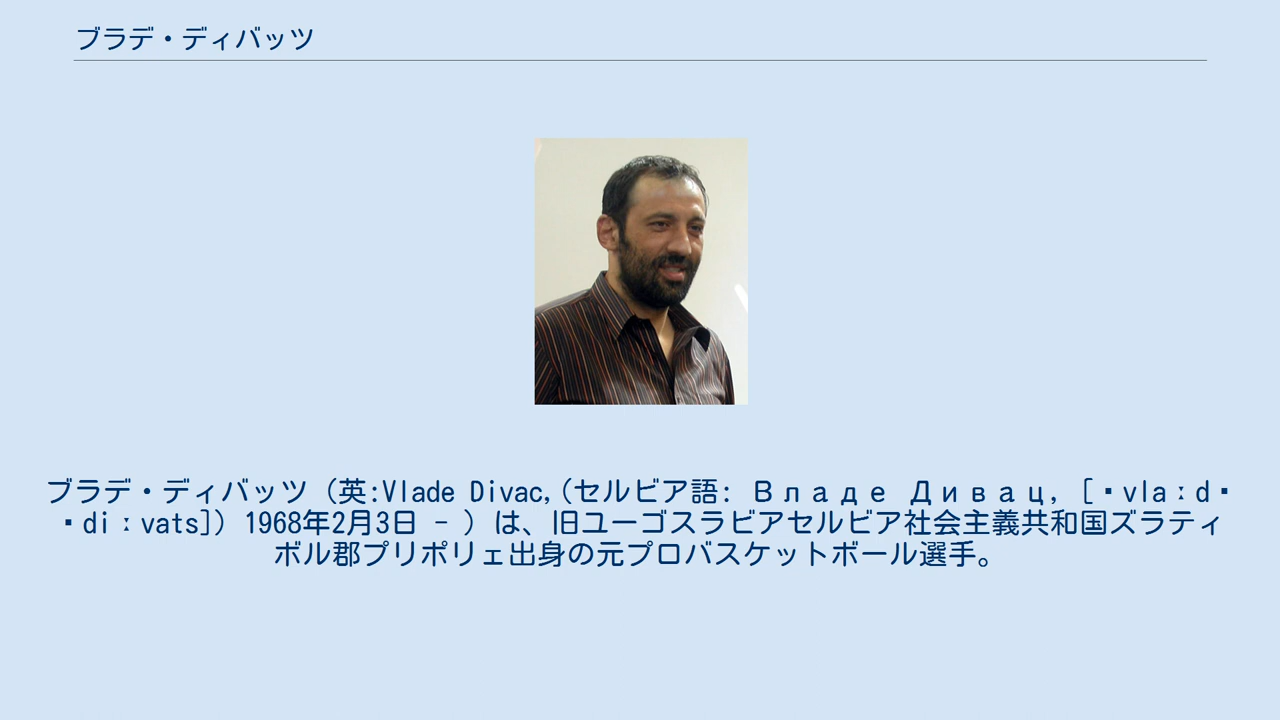 ブラデ・ディバッツ
ブラデ・ディバッツ（英:Vlade Divac,(セルビア語: Владе Дивац, [▪vlaːd▪
▪diːvats]）1968年2月3日 - ）は、旧ユーゴスラビアセルビア社会主義共和国ズラティ
ボル郡プリポリェ出身の元プロバスケットボール選手。